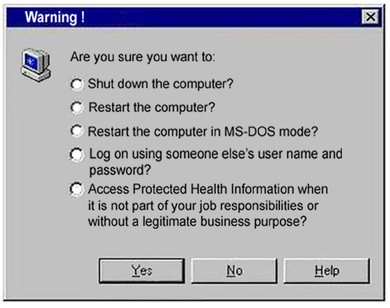 Warning !
Are you sure you want to:
Shut down the computer?
Restart the computer?
Restart the computer in MS-DOS mode?
Log on using someone else's user name and
password?
Access Protected Health Information when
it is not part of your job responsibilities or
without a legitimate business purpose?
Yes
No
Help